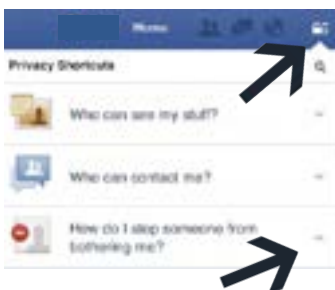 Home
Privacy Shortcuts
Who can see my stuff?
Who can contact me?
How do I stop someone from
bothering me?